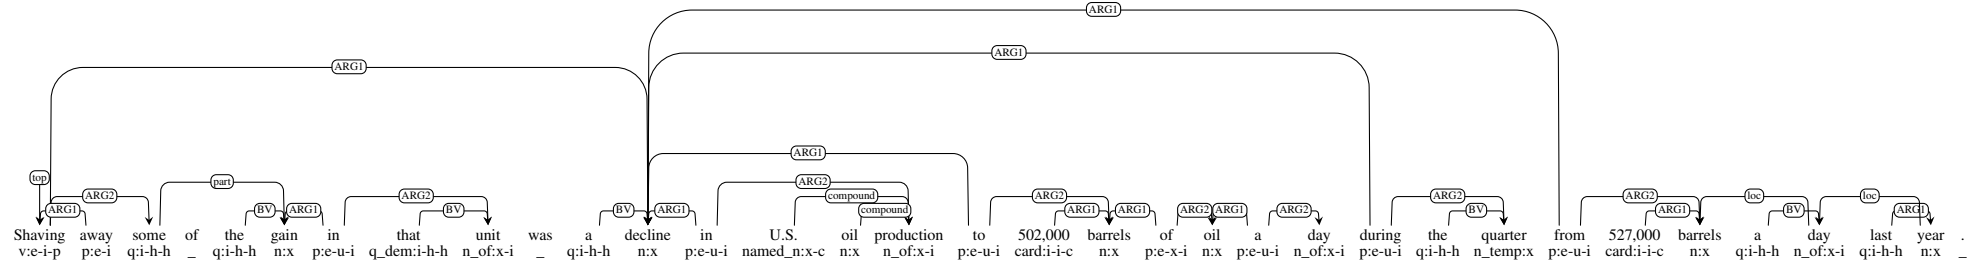 ARG1
ARG1
ARG1
ARG1
top part ARG2 compound
ARG2 ARG2 ARG2 ARG2 ARG2 loc loc
ARG1 BV ARG1 BV BV ARG1 compound ARG1 ARG1 ARG2 ARG1 ARG2 BV ARG1 BV ARG1
Shaving away some of the gain in that unit was a decline in U.S. oil production to 502,000 barrels of oil a day during the quarter from 527,000 barrels a day last year .
v:e-i-p p:e-i q:i-h-h _ q:i-h-h n:x p:e-u-i q_dem:i-h-h n_of:x-i _ q:i-h-h n:x p:e-u-i named_n:x-c n:x n_of:x-i p:e-u-i card:i-i-c n:x p:e-x-i n:x p:e-u-i n_of:x-i p:e-u-i q:i-h-h n_temp:x p:e-u-i card:i-i-c n:x q:i-h-h n_of:x-i q:i-h-h n:x _